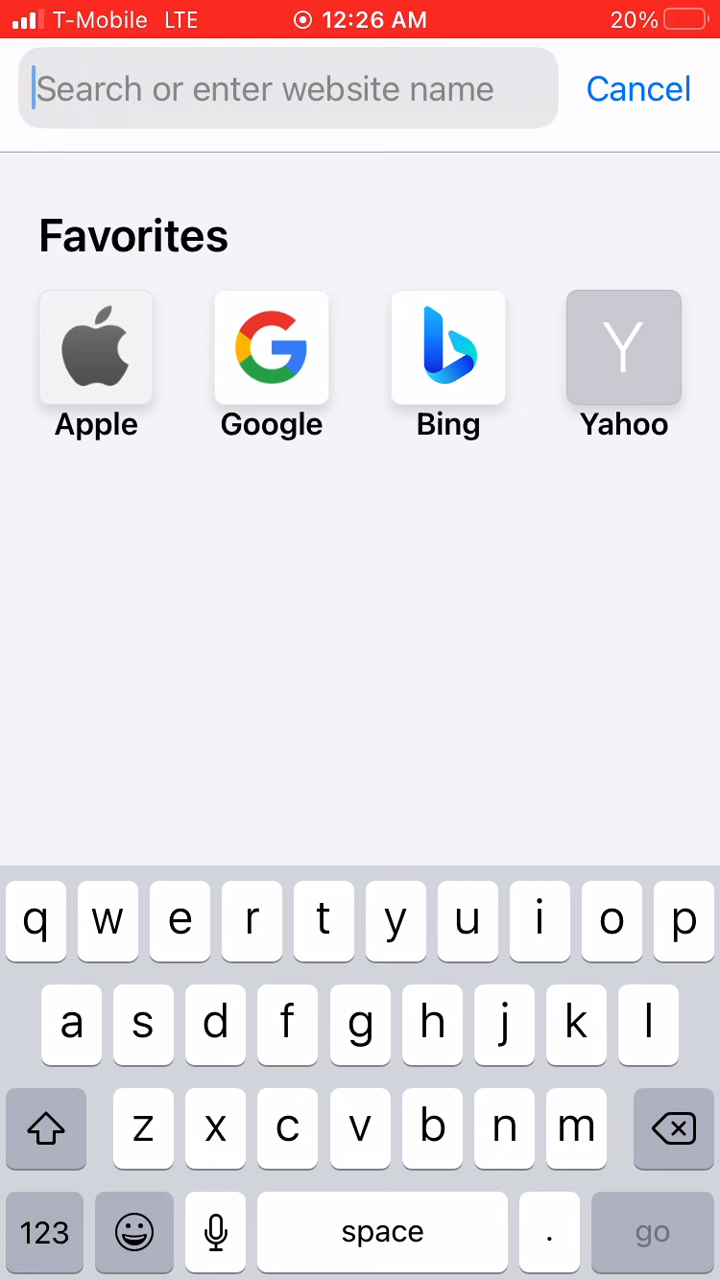 T-Mobile LTE 12:26 AM 20%
Search or enter website name Cancel
Favorites
Y
Apple Google Bing Yahoo
q w e r t y u i o p
a s d f g h j k l
z x c v b n m
123 space . go